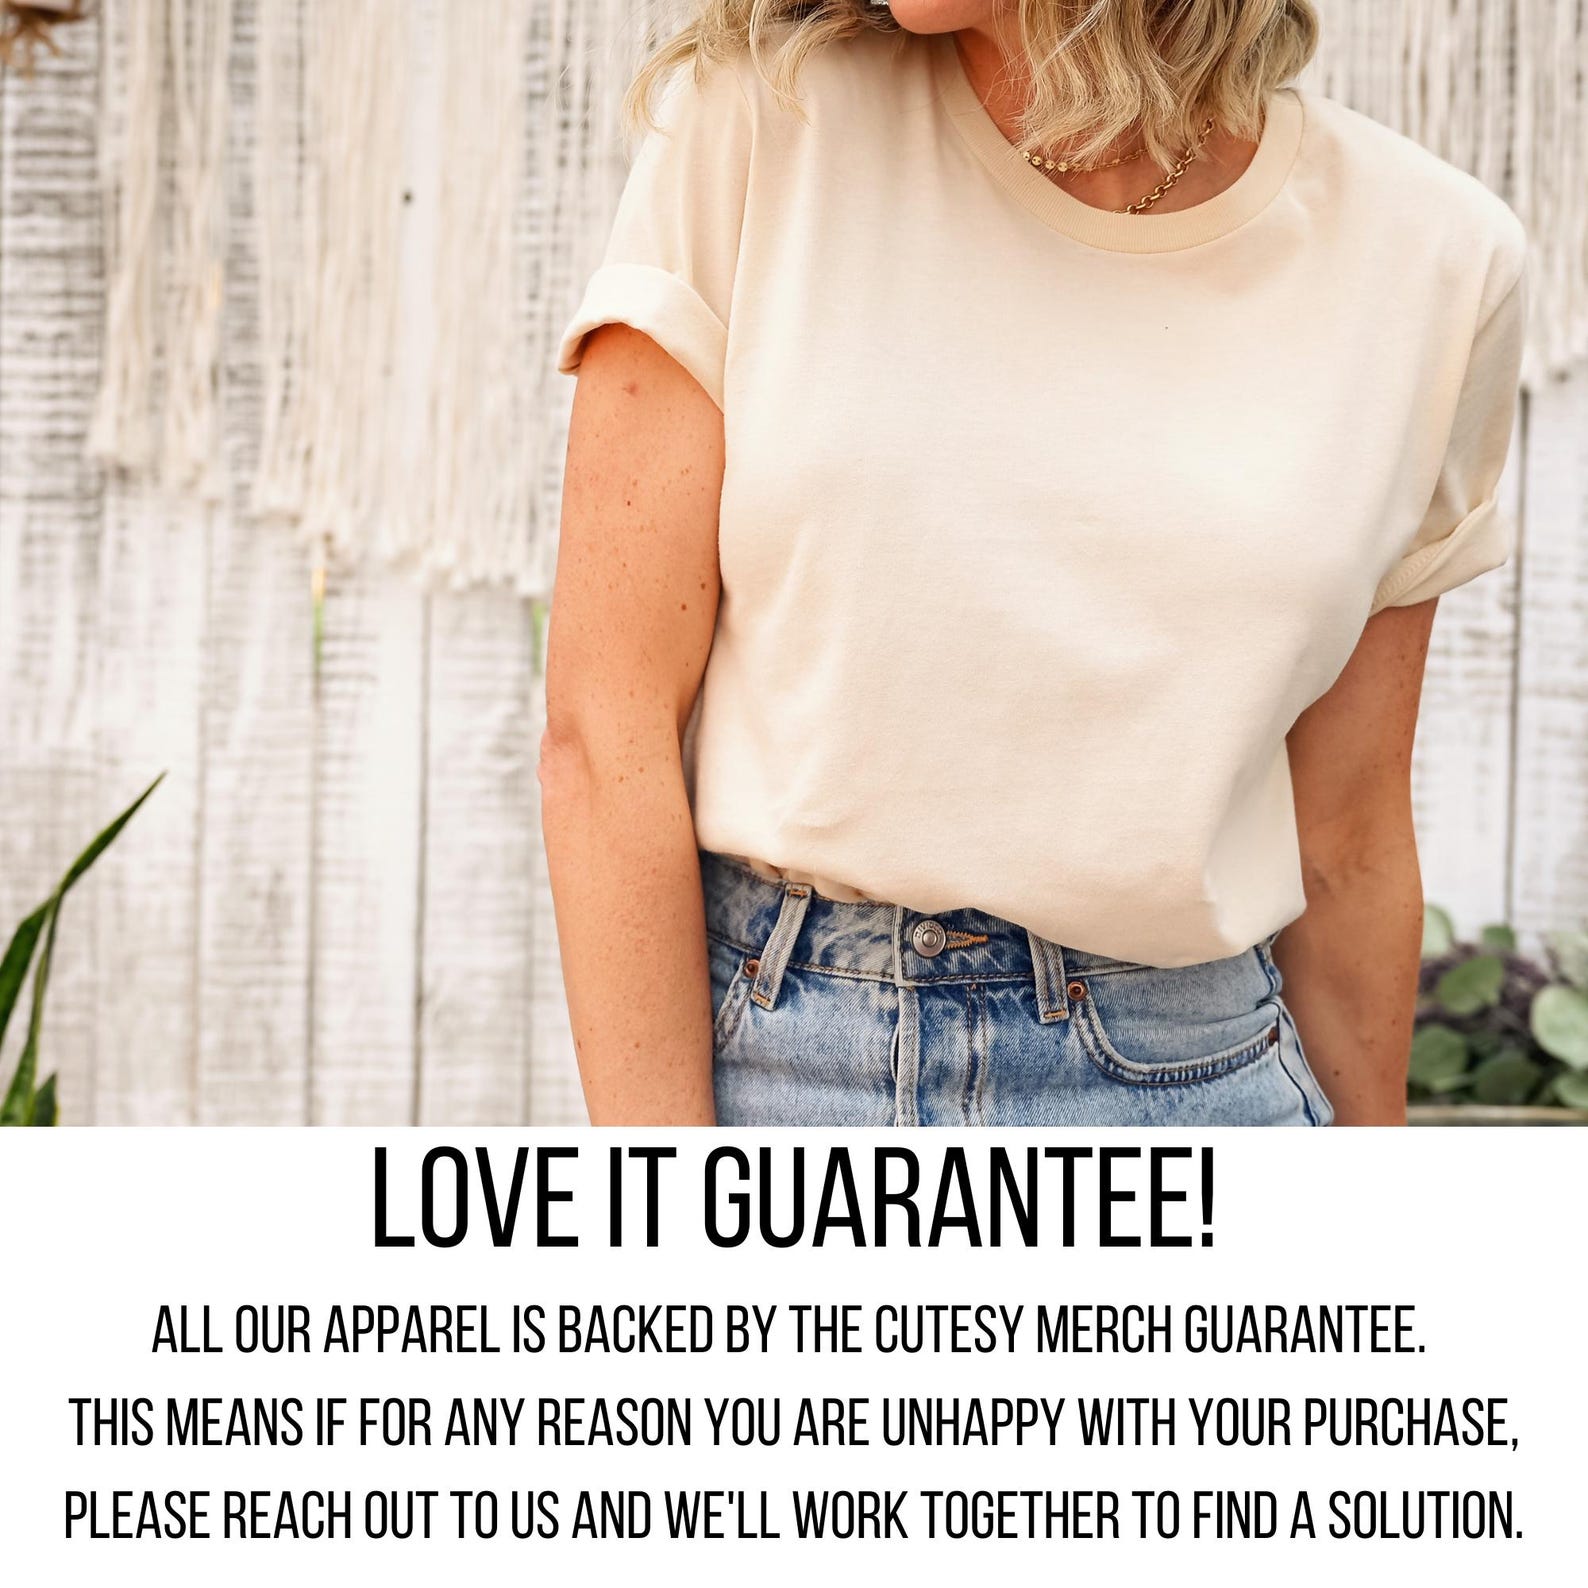 LOVE IT GUARANTEE!
ALL OUR APPAREL IS BACKED BY THE CUTESY MERCH GUARANTEE.
THIS MEANS IF FOR ANY REASON YOU ARE UNHAPPY WITH YOUR PURCHASE,
PLEASE REACH OUT TO US AND WE'LL WORK TOGETHER TO FIND A SOLUTION.